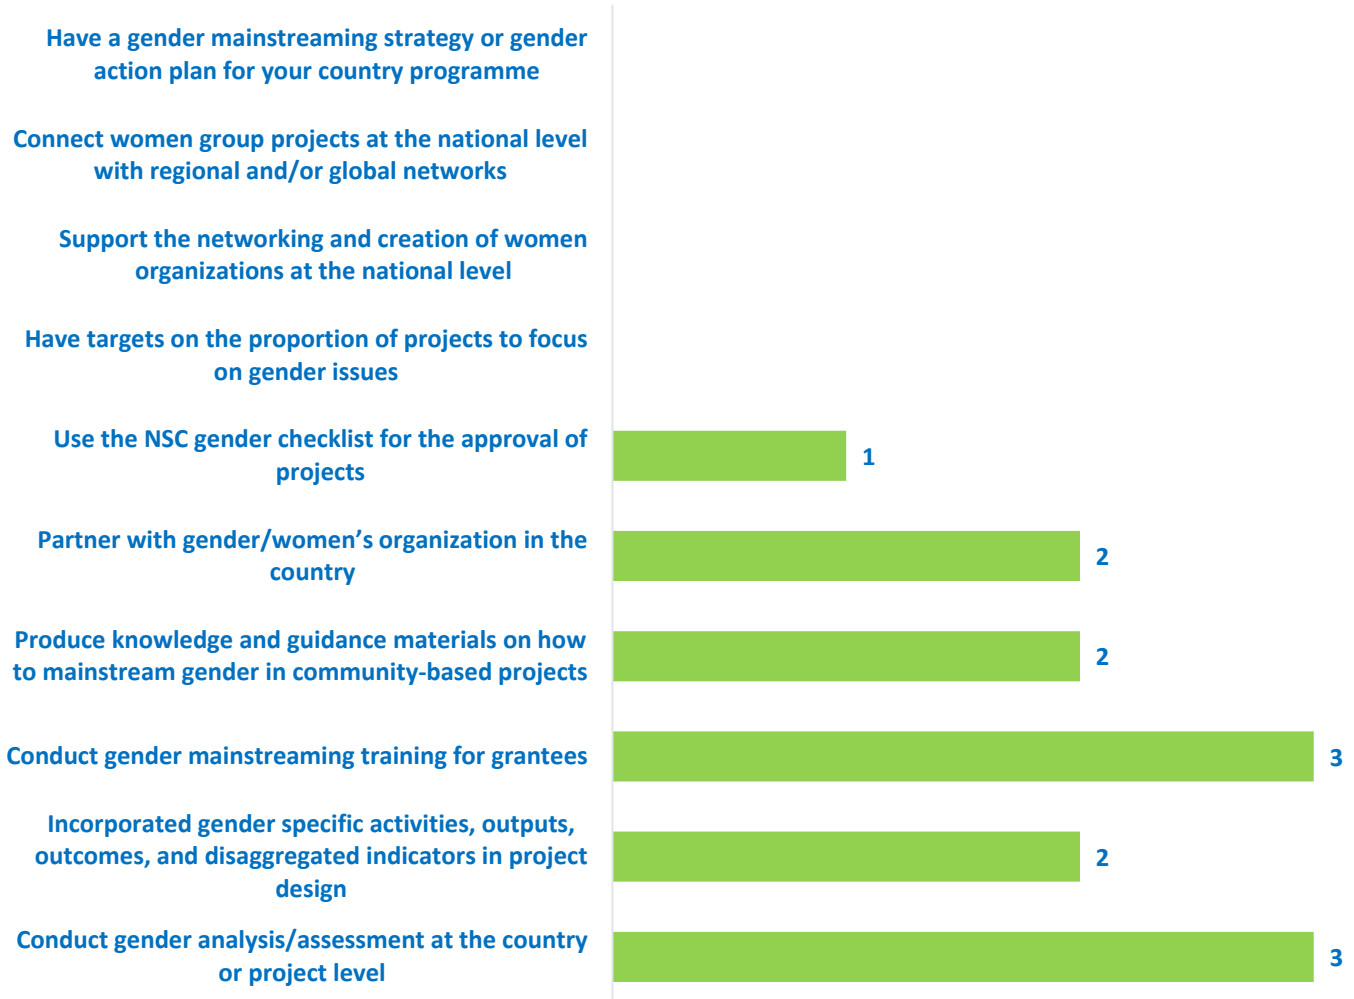 Have a gender mainstreaming strategy or gender
action plan for your country programme
Connect women group projects at the national level
with regional and/or global networks
Support the networking and creation of women
organizations at the national level
Have targets on the proportion of projects to focus
on gender issues
Use the NSC gender checklist for the approval of
projects
1
Partner with gender/women’s organization in the
country
2
Produce knowledge and guidance materials on how
to mainstream gender in community-based projects
2
Conduct gender mainstreaming training for grantees
3
Incorporated gender specific activities, outputs,
outcomes, and disaggregated indicators in project
design
2
Conduct gender analysis/assessment at the country
or project level
3